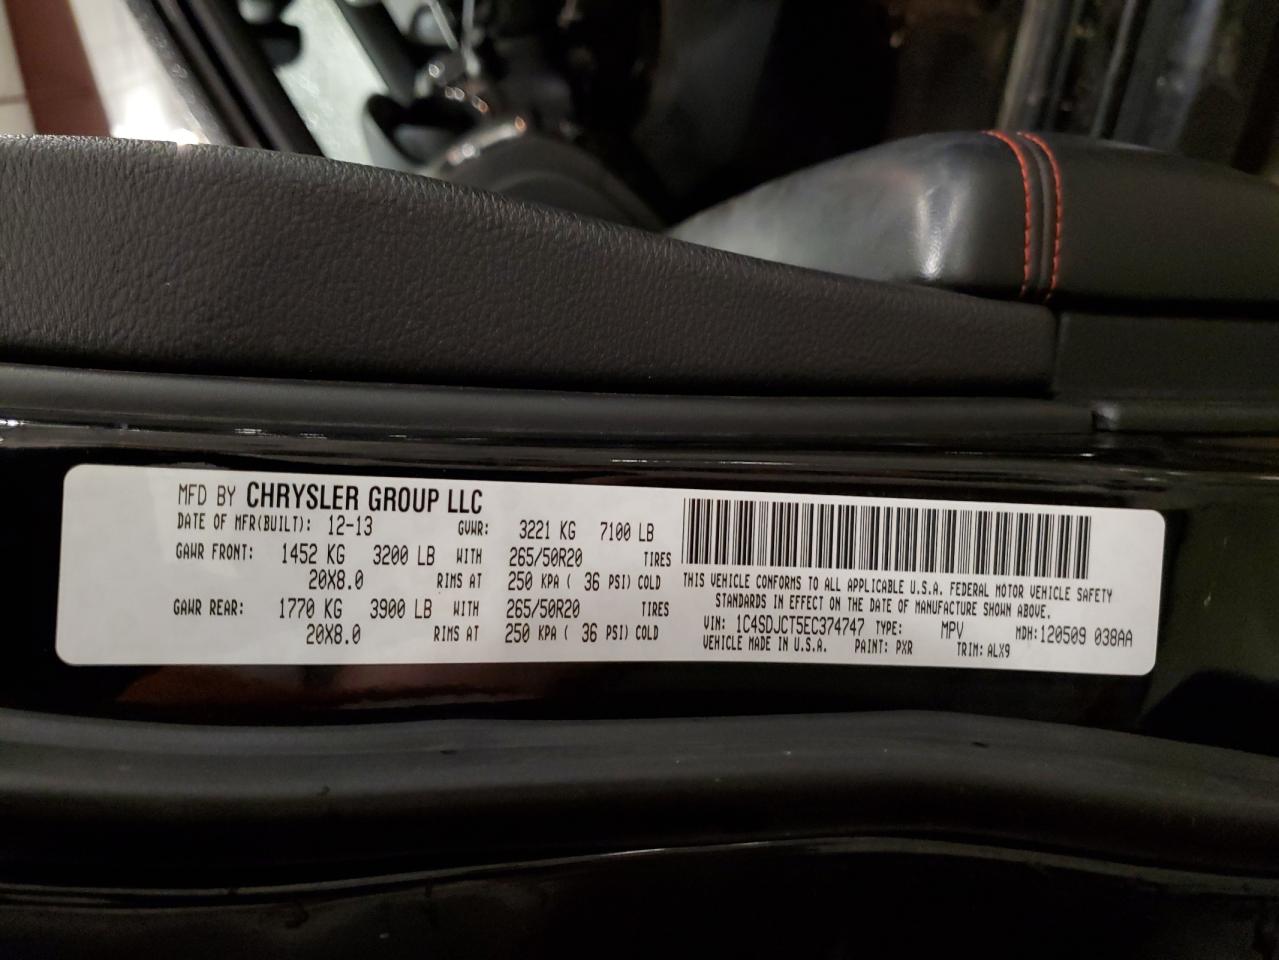 MFD BY CHRYSLER GROUP LLC
DATE OF MFR(BUILT): 12-13 GVWR: 3221 KG 7100 LB
GAWR FRONT: 1452 KG 3200 LB WITH 265/50R20 TIRES
20X8.0 RIMS AT 250 KPA ( 36 PSI) COLD
GAWR REAR: 1770 KG 3900 LB WITH 265/50R20 TIRES
20X8.0 RIMS AT 250 KPA ( 36 PSI) COLD
THIS VEHICLE CONFORMS TO ALL APPLICABLE U.S.A. FEDERAL MOTOR VEHICLE SAFETY
STANDARDS IN EFFECT ON THE DATE OF MANUFACTURE SHOWN ABOVE.
VIN: 1C4SDJCT5EC374747 TYPE: MPV MDH: 120509 038AA
VEHICLE MADE IN U.S.A. PAINT: PXR TRIM: ALX9